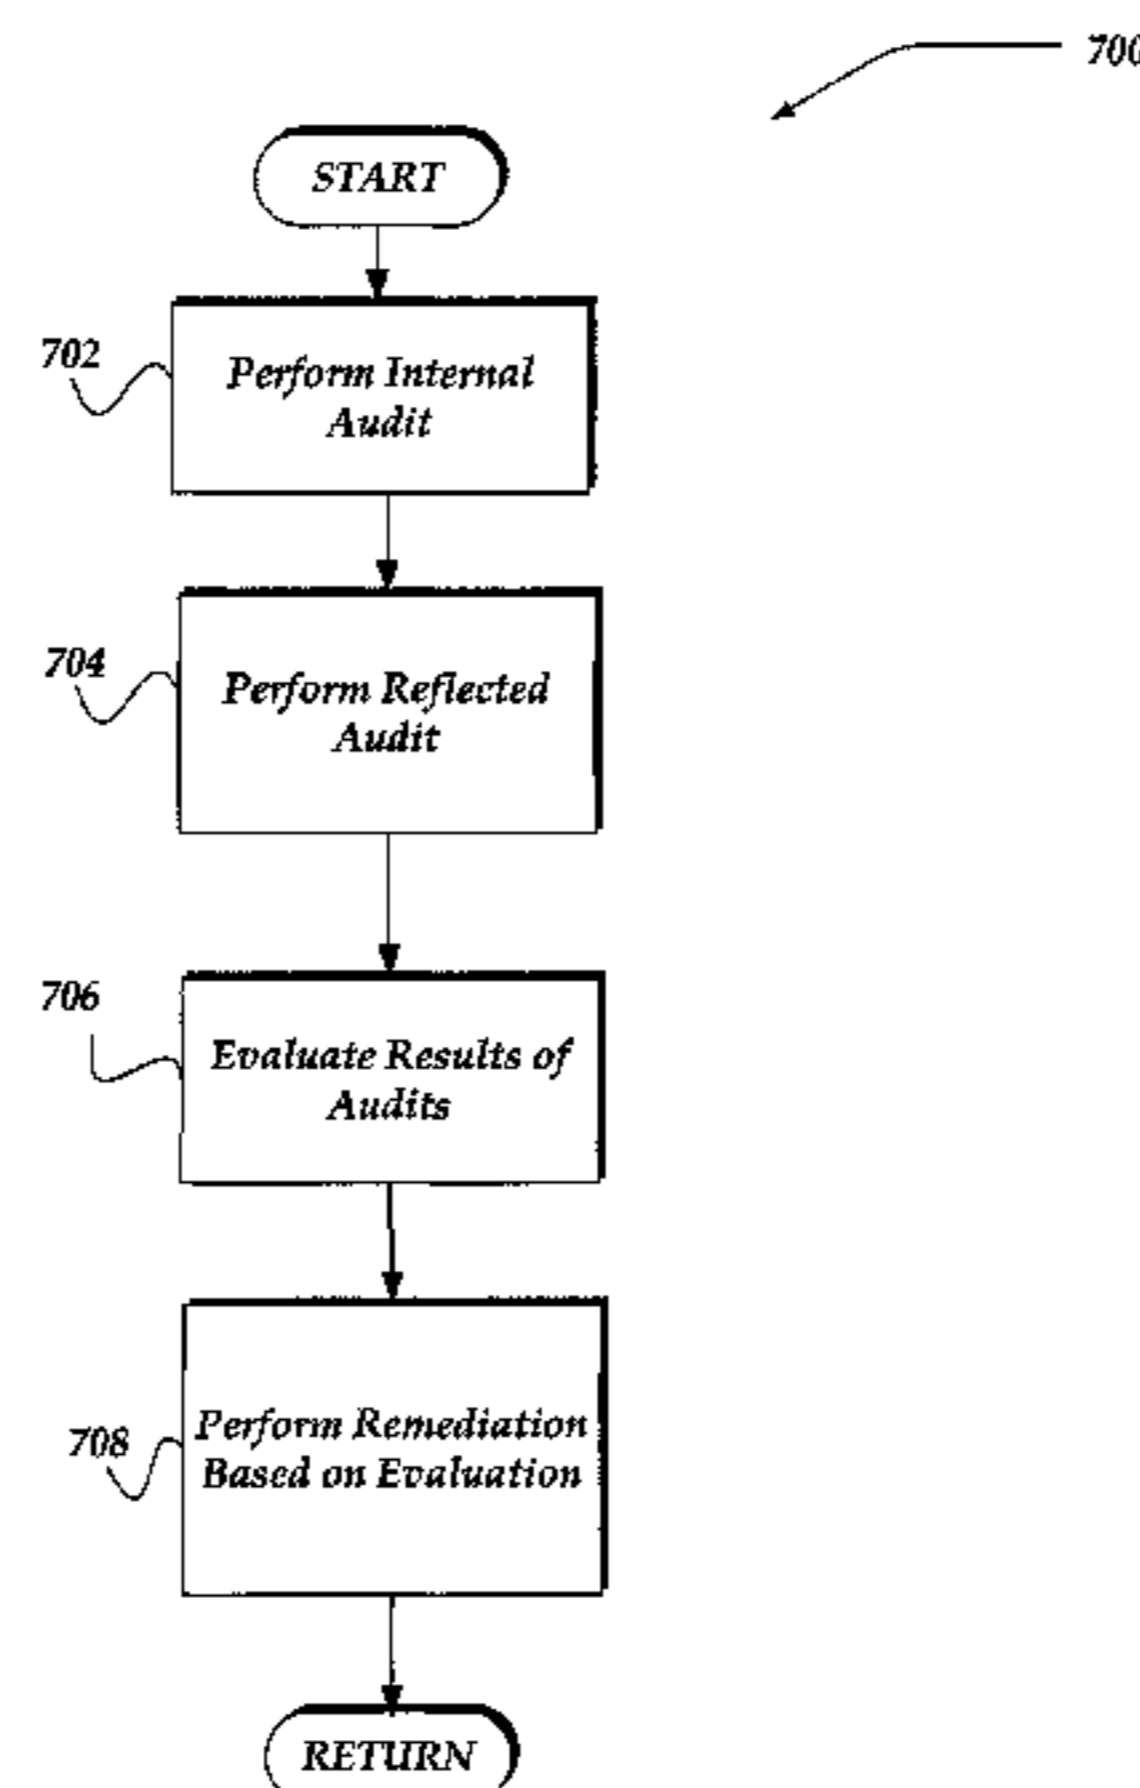 700
START
702
Perform Internal
Audit
704
Perform Reflected
Audit
706
Evaluate Results of
Audits
708
Perform Remediation
Based on Evaluation
RETURN